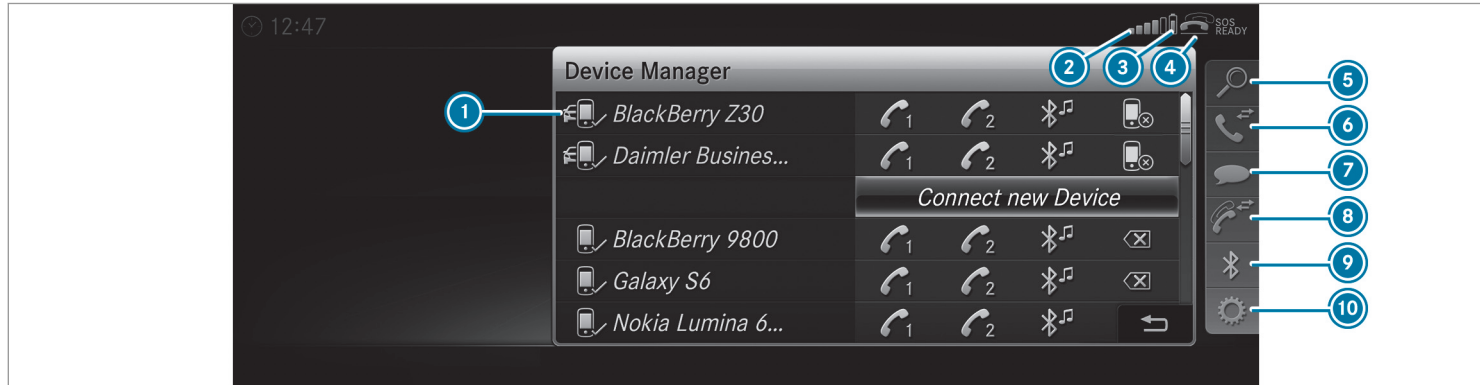 12:47
SOS
READY
2 3 4
Device Manager
5
1 BlackBerry Z30 1 2
6
Daimler Busines... 1 2
7
Connect new Device
8
BlackBerry 9800 1 2
9
Galaxy S6 1 2
10
Nokia Lumina 6... 1 2